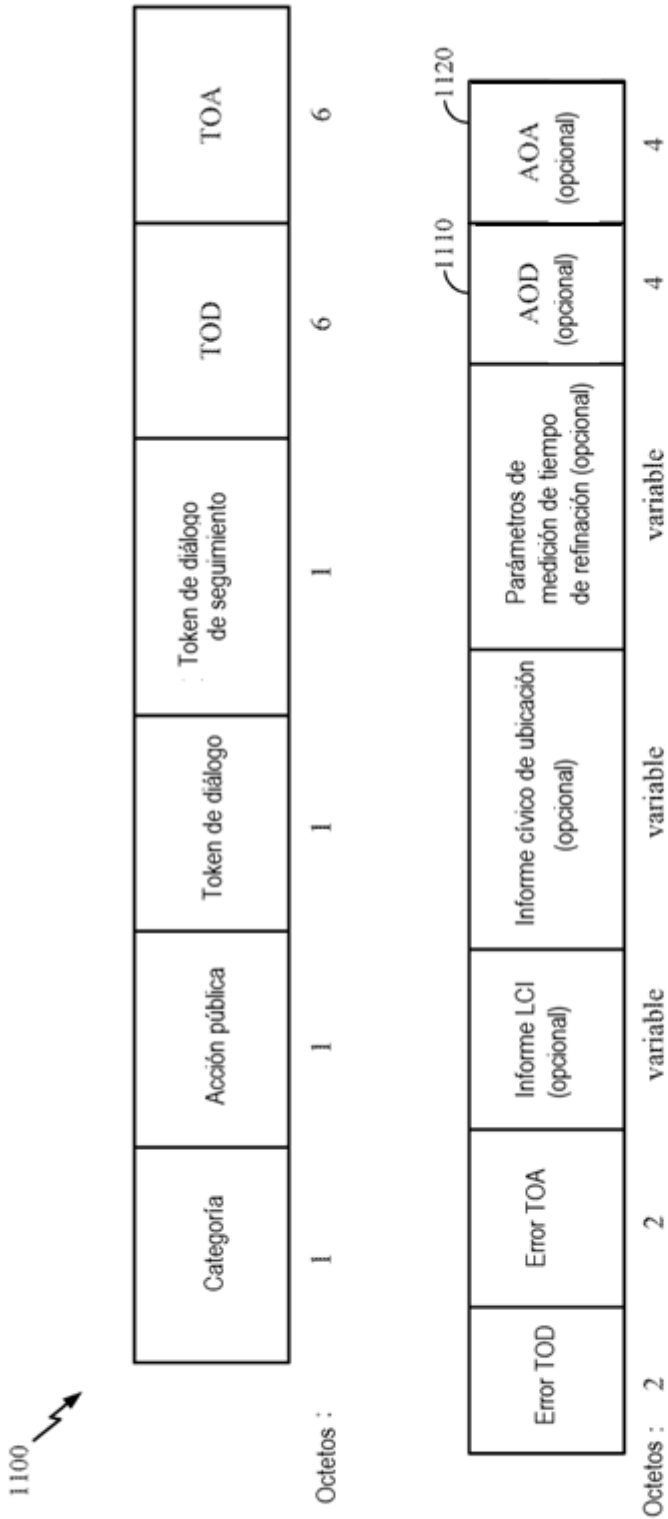 1100
Categoría
Acción pública
Token de diálogo
Token de diálogo
de seguimiento
TOD
TOA
Octetos :
1
1
1
1
6
6
Error TOD
Error TOA
Informe LCI
(opcional)
Informe cívico de ubicación
(opcional)
Parámetros de
medición de tiempo
de refinación (opcional)
1110
AOD
(opcional)
1120
AOA
(opcional)
Octetos :
2
2
variable
variable
variable
4
4